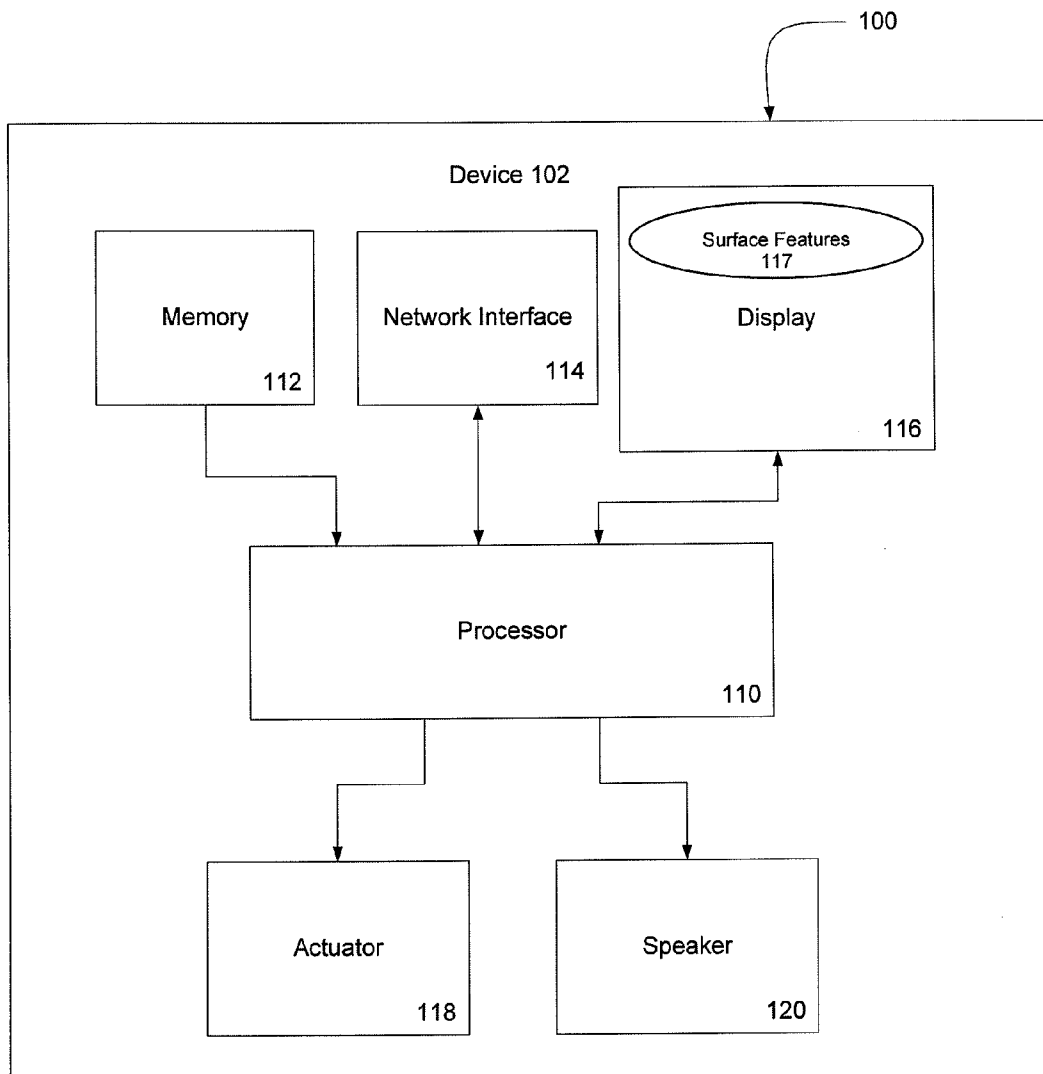 100
Device 102
Surface Features
117
Memory
112
Network Interface
114
Display
116
Processor
110
Actuator
118
Speaker
120